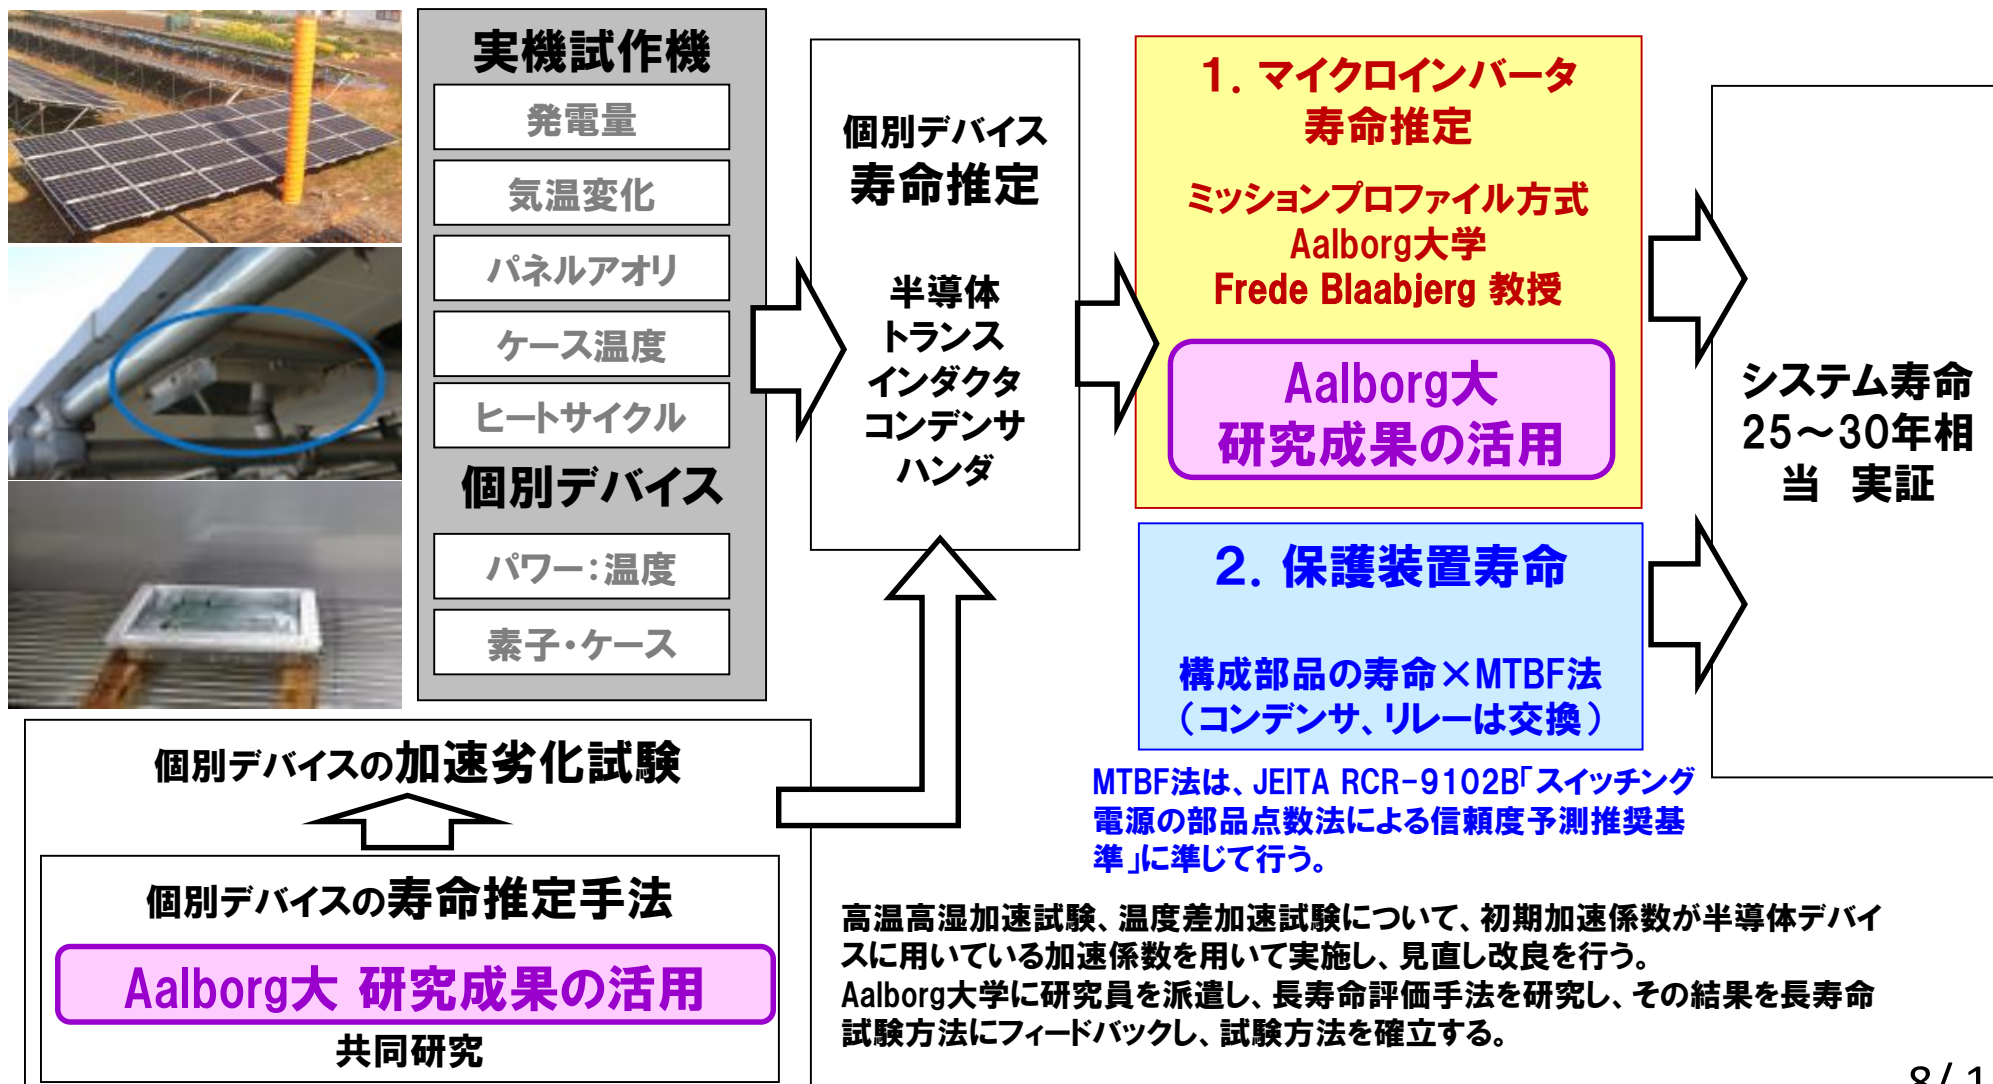 実機試作機
発電量
気温変化
パネルアオリ
ケース温度
ヒートサイクル
個別デバイス
パワー：温度
素子・ケース
個別デバイス
寿命推定
半導体
トランス
インダクタ
コンデンサ
ハンダ
1. マイクロインバータ
寿命推定
ミッションプロファイル方式
Aalborg大学
Frede Blaabjerg 教授
Aalborg大
研究成果の活用
2. 保護装置寿命
構成部品の寿命×MTBF法
（コンデンサ、リレーは交換）
システム寿命
25～30年相
当　実証
MTBF法は、JEITA RCR-9102B「スイッチング
電源の部品点数法による信頼度予測推奨基
準」に準じて行う。
個別デバイスの加速劣化試験
個別デバイスの寿命推定手法
Aalborg大 研究成果の活用
共同研究
高温高湿加速試験、温度差加速試験について、初期加速係数が半導体デバイ
スに用いている加速係数を用いて実施し、見直し改良を行う。
Aalborg大学に研究員を派遣し、長寿命評価手法を研究し、その結果を長寿命
試験方法にフィードバックし、試験方法を確立する。
8/1